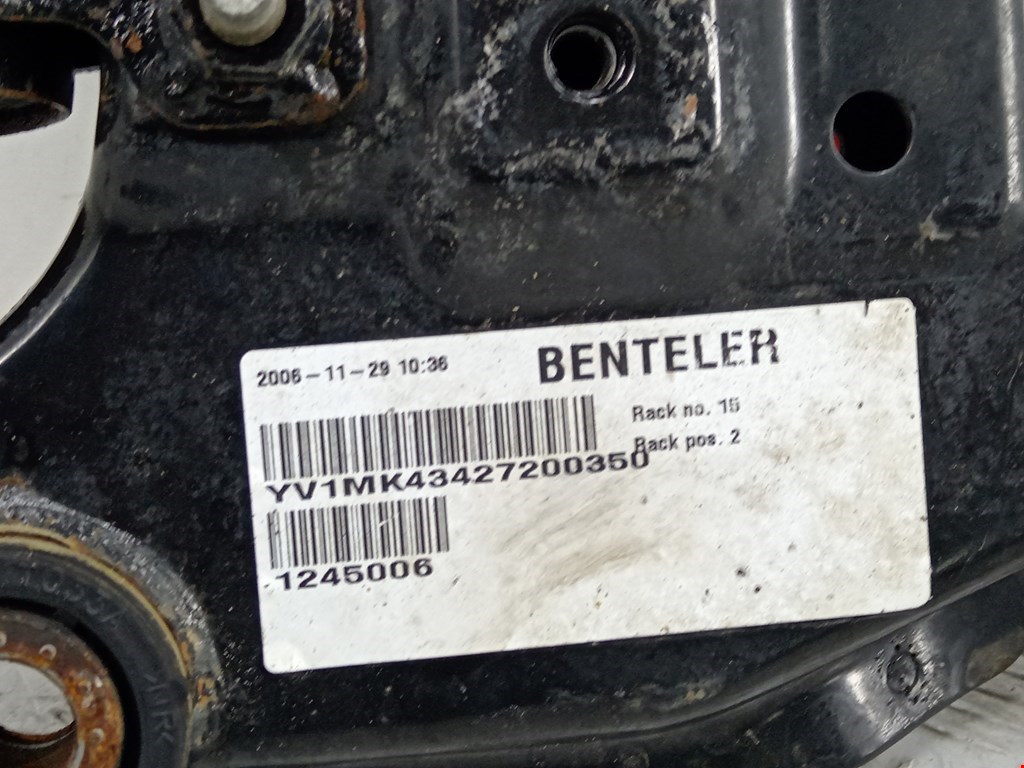 2006-11-29 10:36
BENTELER
Rack no. 15
Rack pos. 2
YV1MK43427200350
1245006